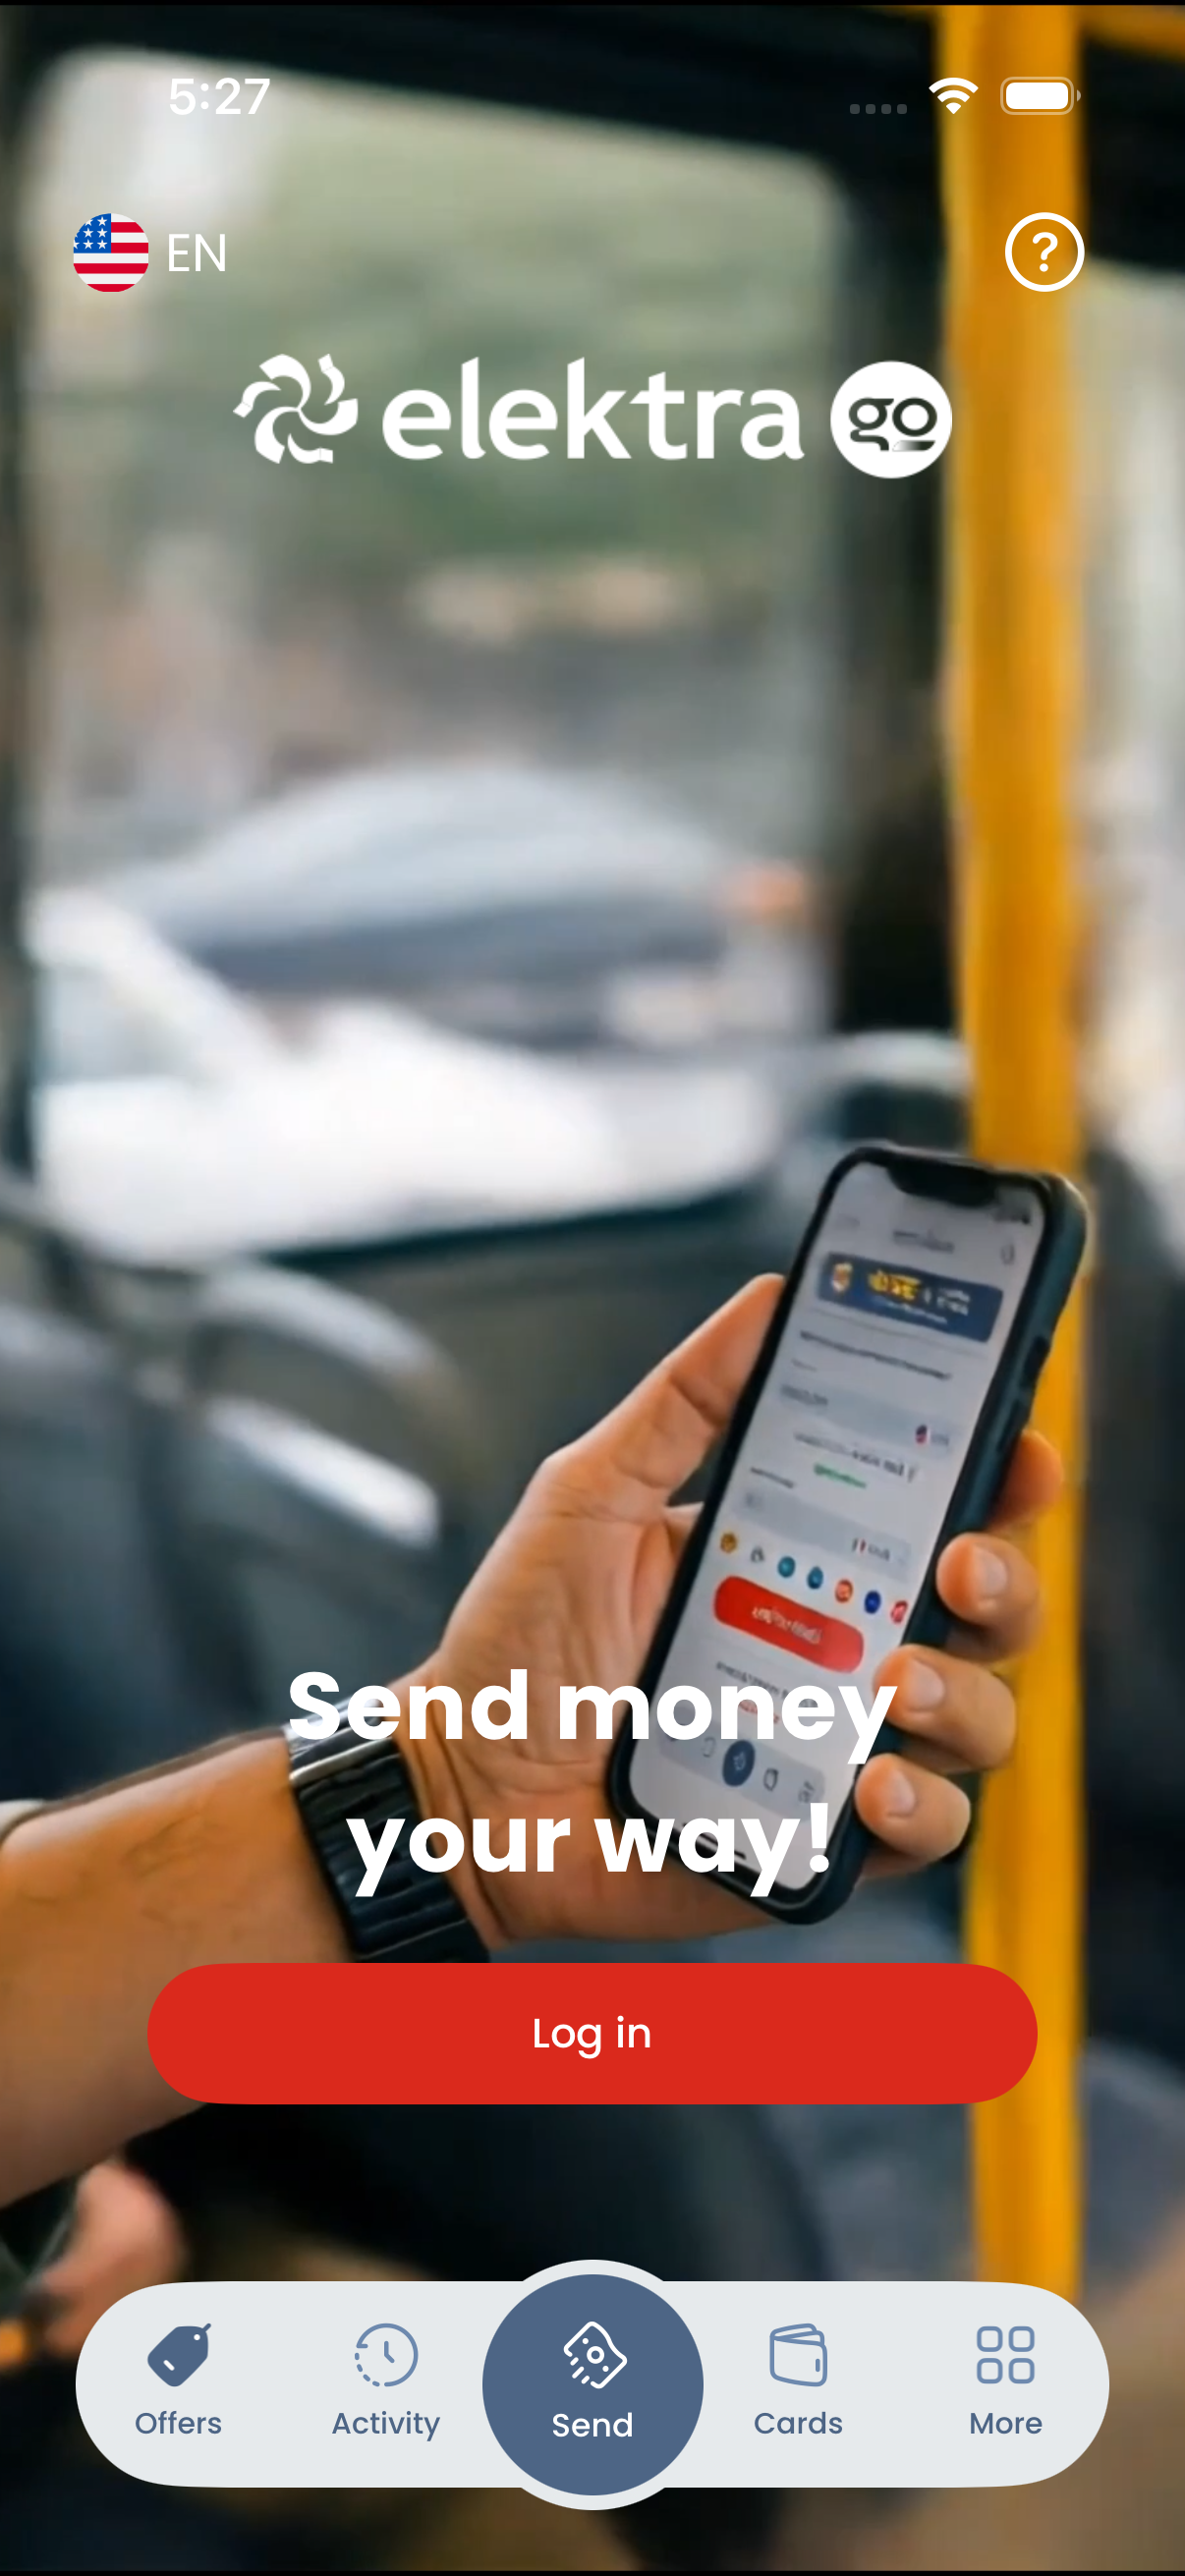 5:27
EN
elektra go
Send money
your way!
Log in
Offers
Activity
Send
Cards
More